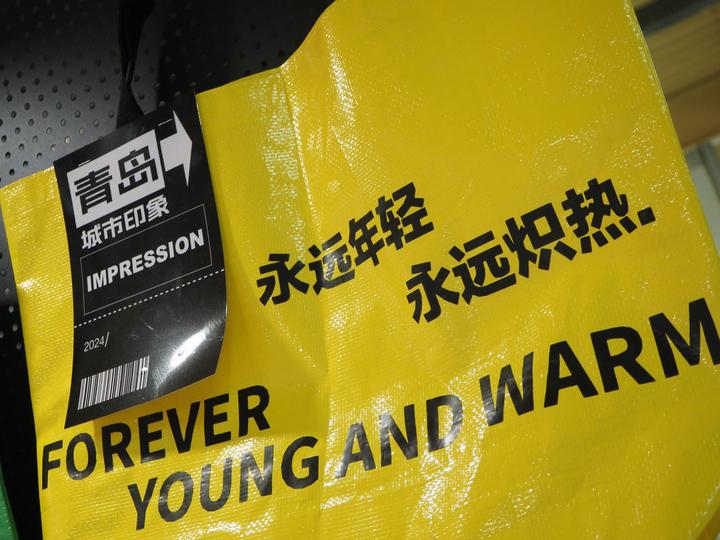 青岛
城市印象
IMPRESSION
2024/
永远年轻
永远炽热.
FOREVER
YOUNG AND WARM